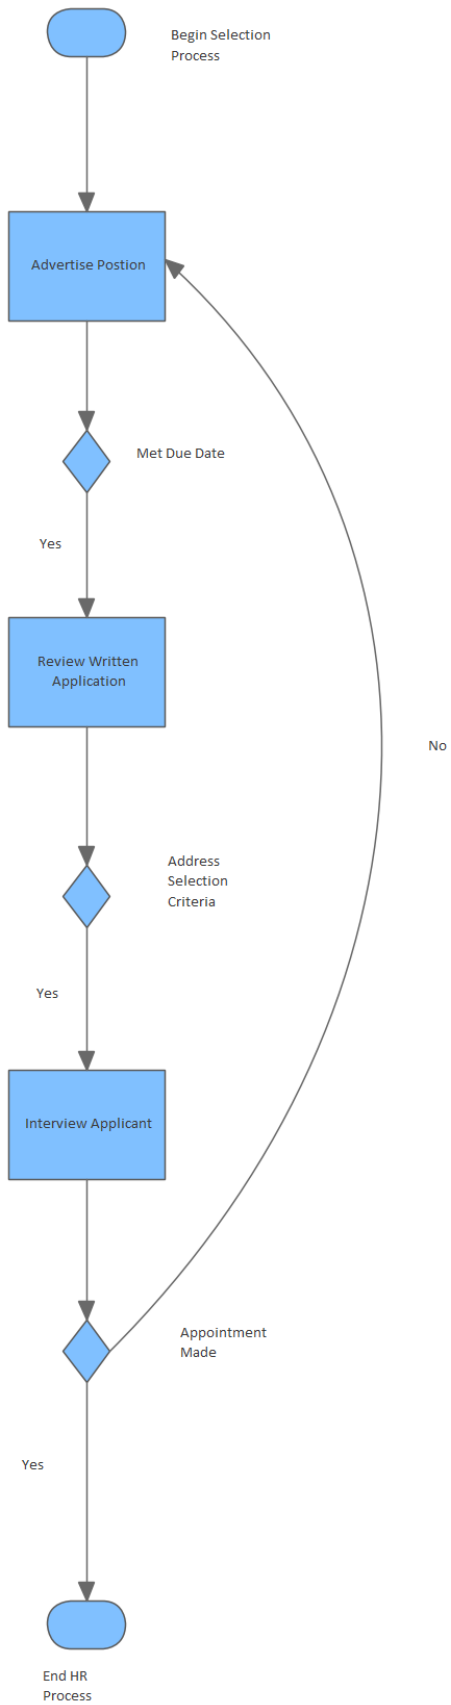 Begin Selection
Process
Advertise Postion
Met Due Date
Yes
Review Written
Application
No
Address
Selection
Criteria
Yes
Interview Applicant
Appointment
Made
Yes
End HR
Process